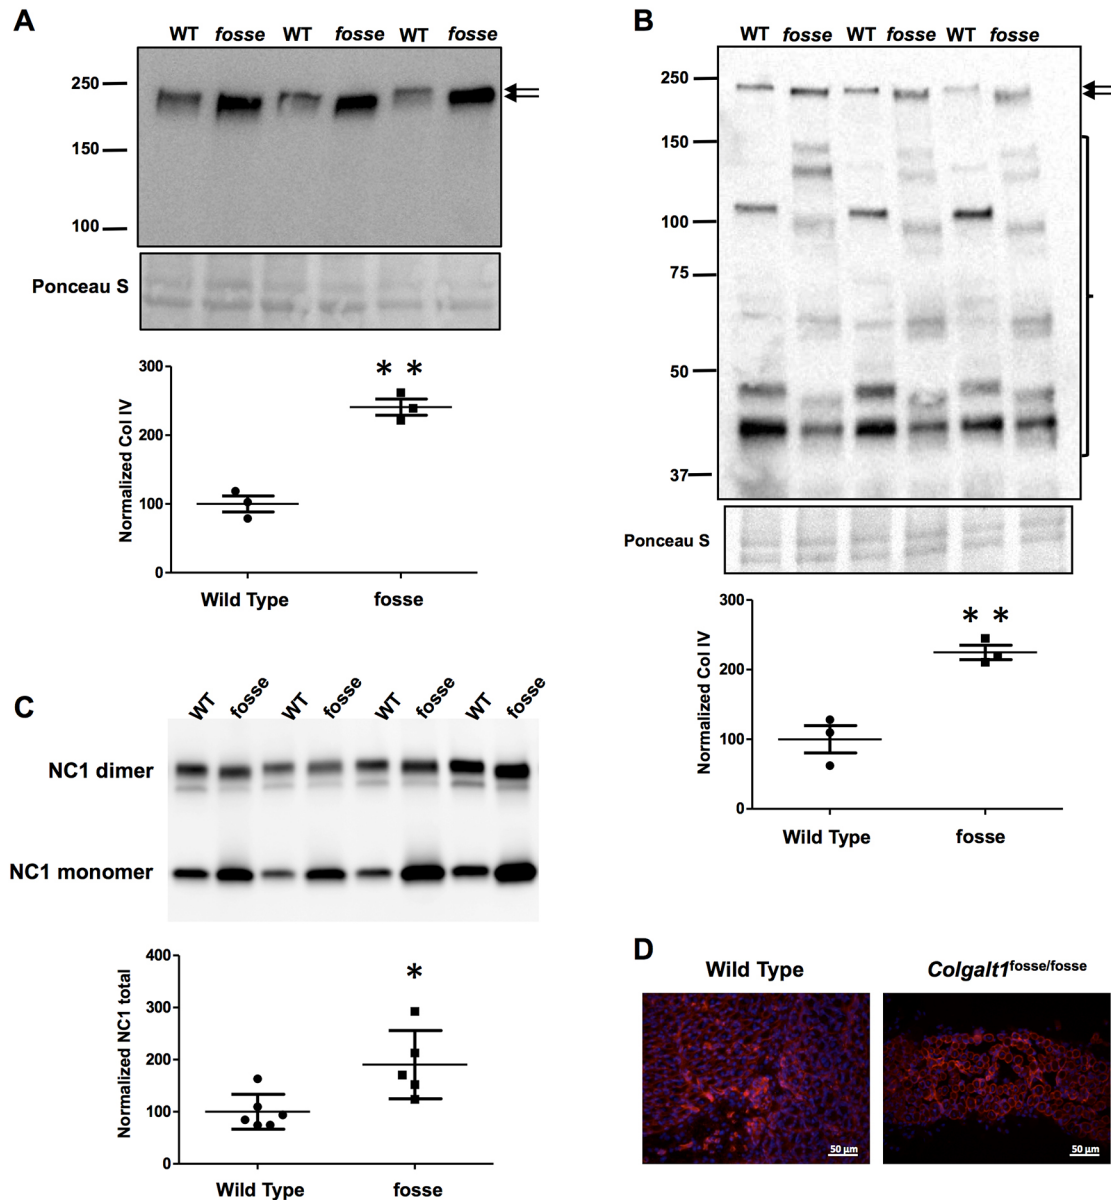 A
WT fosse WT fosse WT fosse
250
150
100
Ponceau S
300
200
100
0
Normalized Col IV
* *
Wild Type fosse
B
WT fosse WT fosse WT fosse
250
150
100
75
50
37
Ponceau S
300
200
100
0
Normalized Col IV
* *
Wild Type fosse
C
WT fosse WT fosse WT fosse WT fosse
NC1 dimer
NC1 monomer
400
300
200
100
0
Normalized NC1 total
*
Wild Type fosse
D
Wild Type Colgalt1fosse/fosse
50 µm 50 µm